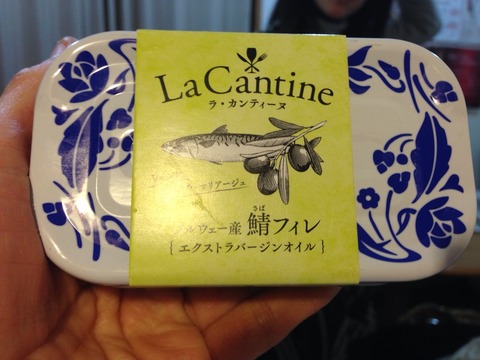 La Cantine
ラ・カンティーヌ
マリアージュ
ルウェー産 鯖フィレ
さば
{ エクストラバージンオイル }